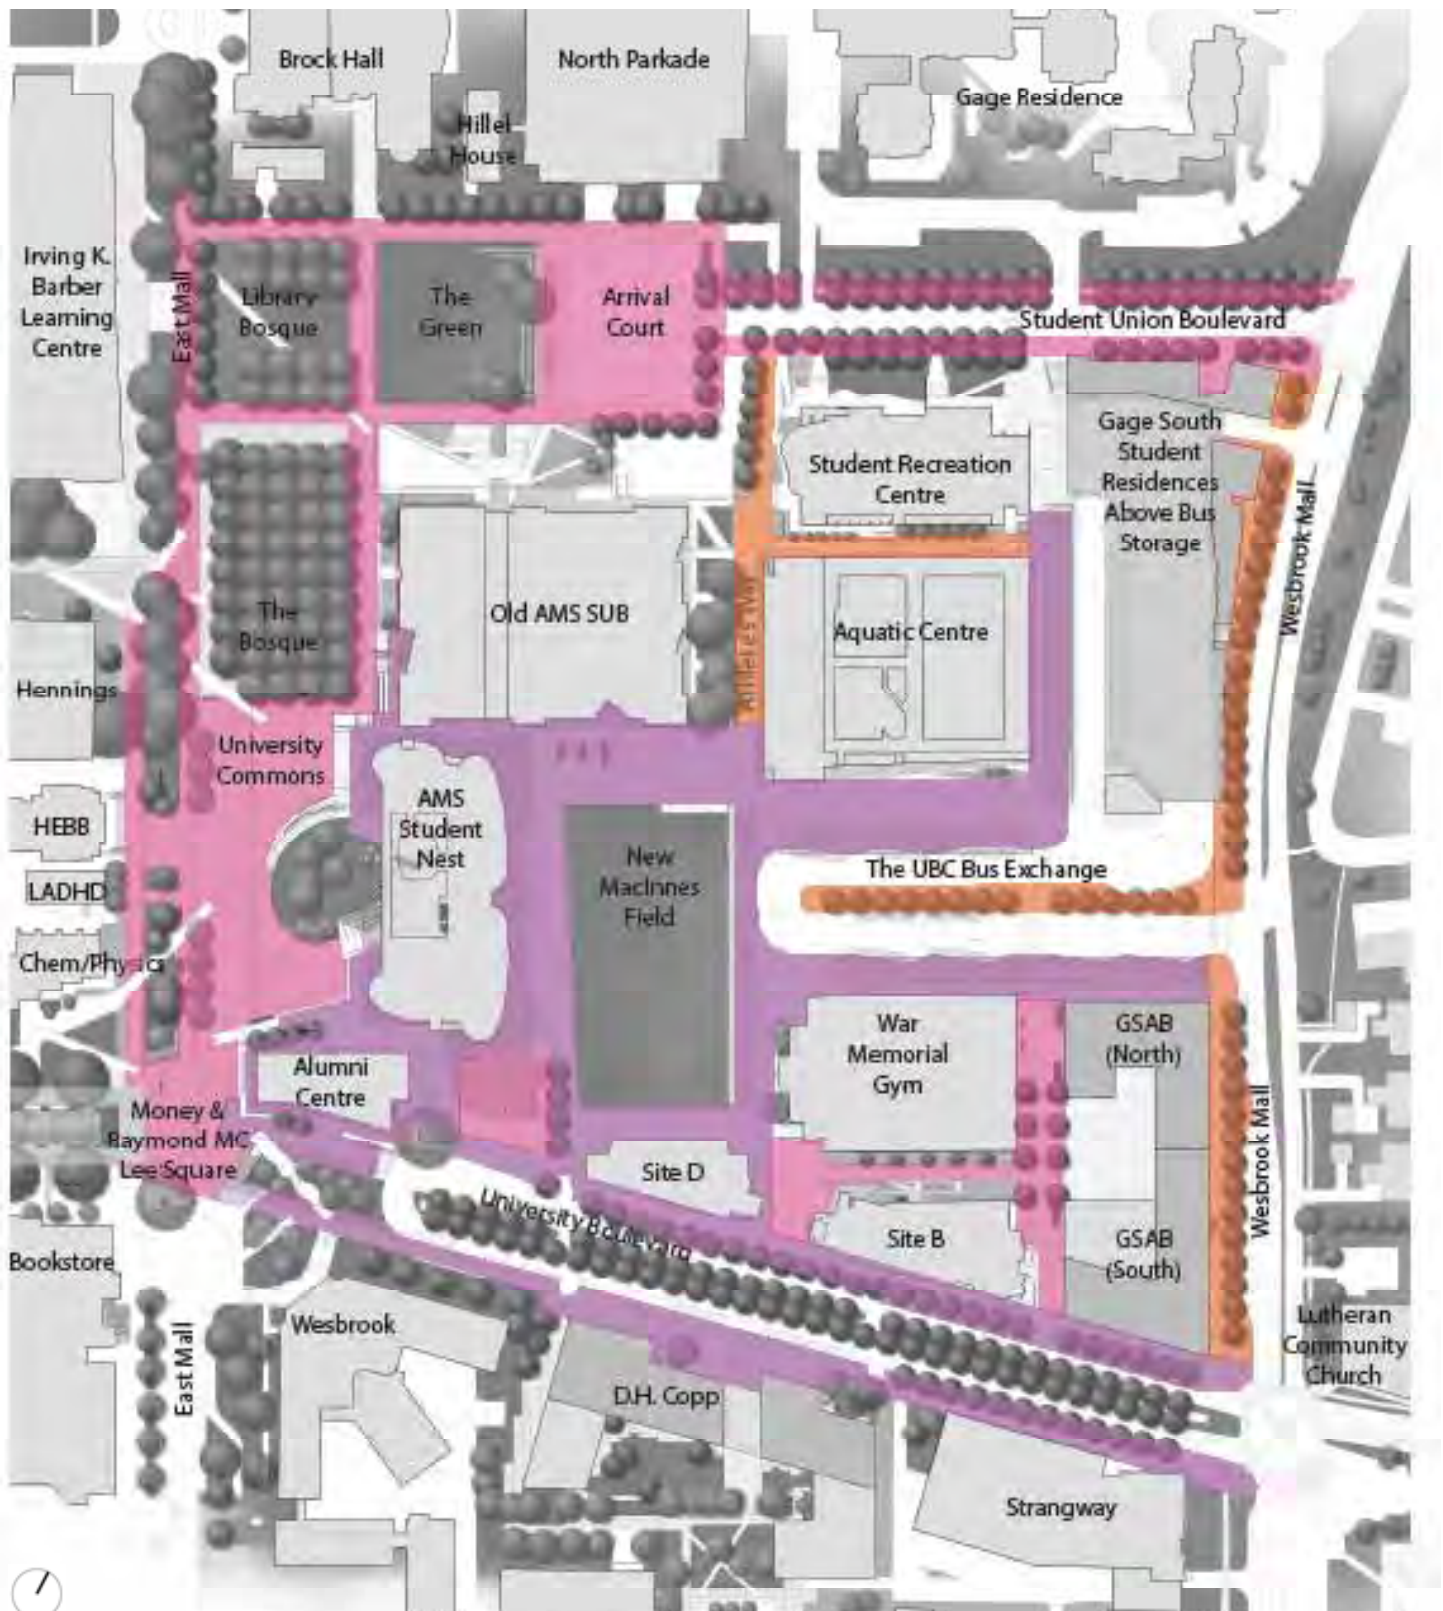 Brock Hall
North Parkade
Gage Residence
Hillel
House
Irving K.
Barber
Learning
Centre
East Mall
Library
Bosque
The
Green
Arrival
Court
Student Union Boulevard
Gage South
Student
Residences
Above Bus
Storage
Student Recreation
Centre
Wesbrook Mall
The
Bosque
Old AMS SUB
Athletes Way
Aquatic Centre
Hennings
University
Commons
HEBB
AMS
Student
Nest
New
MacInnes
Field
The UBC Bus Exchange
LADHD
Chem/Physics
War
Memorial
Gym
GSAB
(North)
Alumni
Centre
Money &
Raymond MC
Lee Square
Site D
Wesbrook Mall
University Boulevard
Site B
GSAB
(South)
Bookstore
East Mall
Wesbrook
Lutheran
Community
Church
D.H. Copp
Strangway